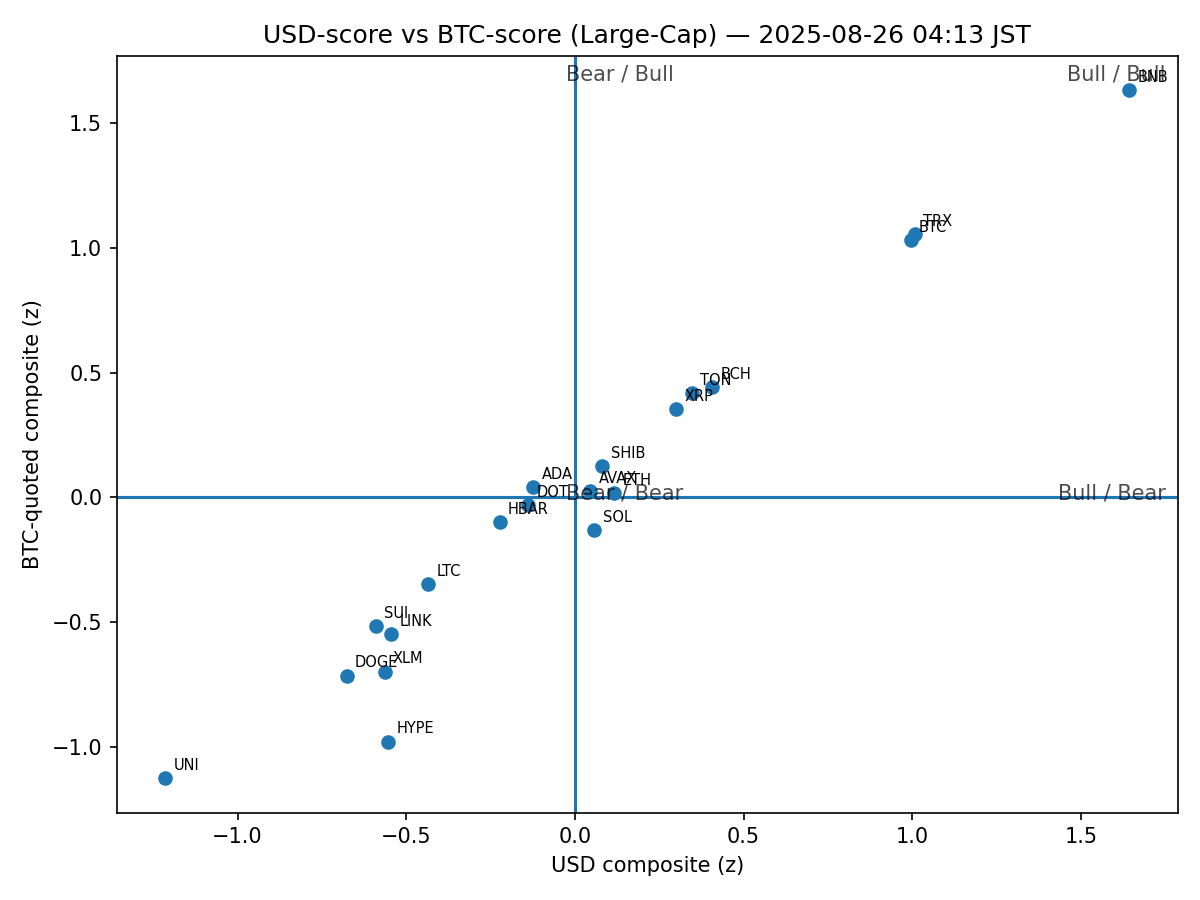 USD-score vs BTC-score (Large-Cap) — 2025-08-26 04:13 JST
Bear / Bull
Bull / Bull
BNB
1.5
TRX
BTC
1.0
BCH
TON
XRP
0.5
SHIB
ADA
AVAX
ETH
DOT
Bear / Bear
Bull / Bear
0.0
HBAR
SOL
LTC
SUI
LINK
−0.5
XLM
DOGE
HYPE
−1.0
UNI
BTC-quoted composite (z)
−1.0
−0.5
0.0
0.5
1.0
1.5
USD composite (z)